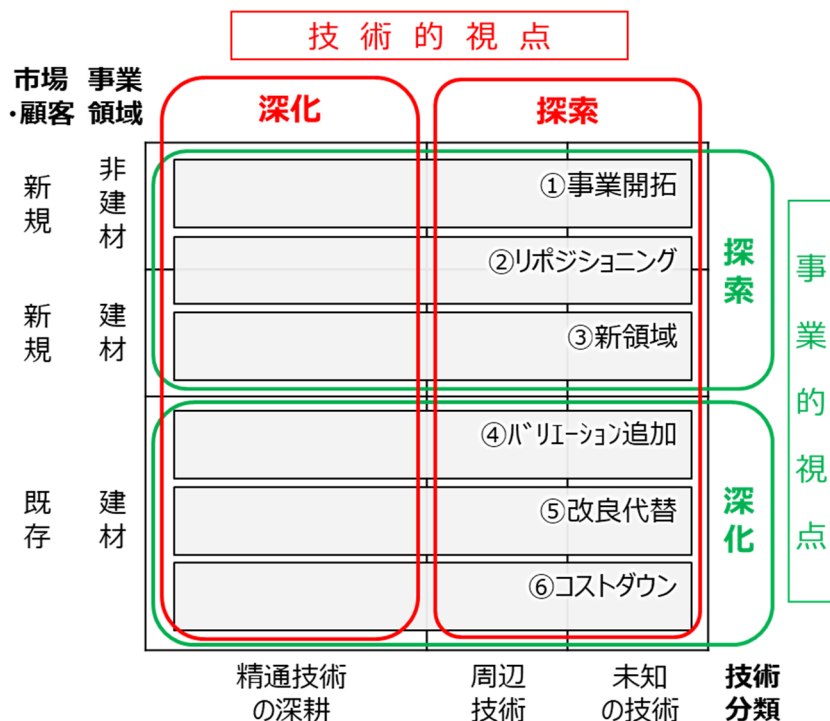 技術的視点
市場 事業
・顧客 領域
深化
探索
新規
非建材
①事業開拓
②リポジショニング
探索
新規
建材
③新領域
事業的視点
④バリエーション追加
既存
建材
⑤改良代替
深化
⑥コストダウン
精通技術
の深耕
周辺
技術
未知
の技術
技術
分類